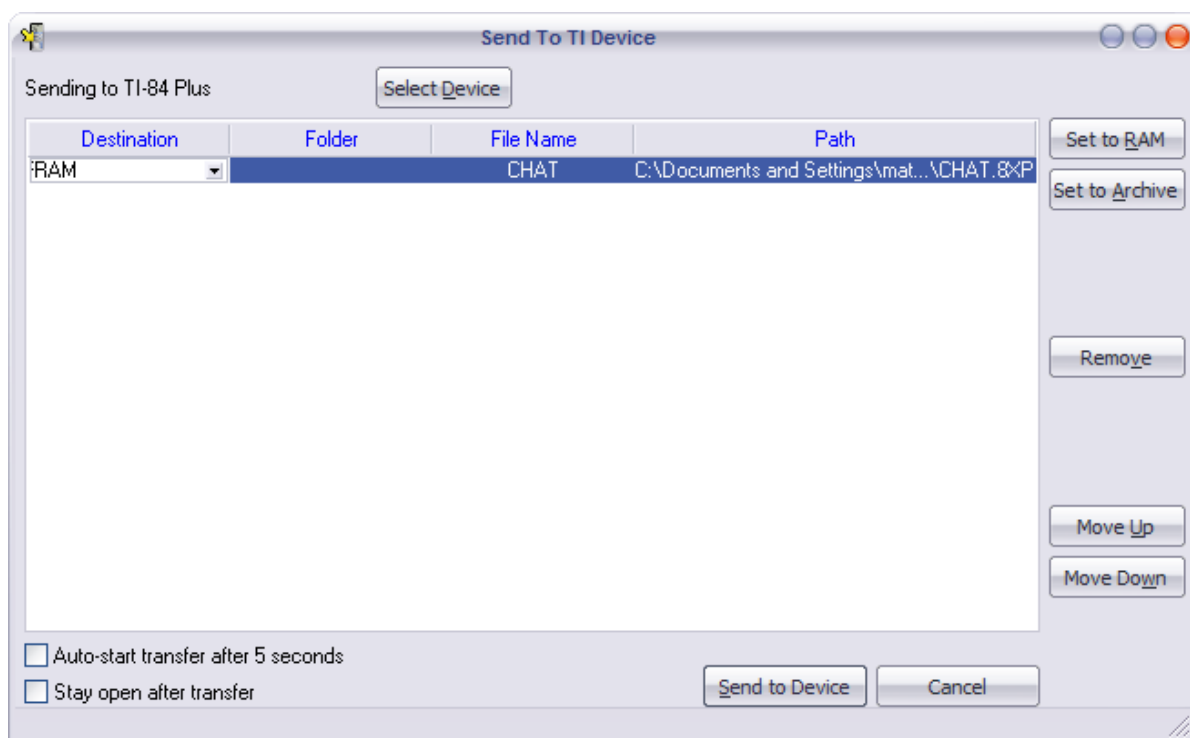 Send To TI Device
Sending to TI-84 Plus
Select Device
Destination Folder File Name Path
RAM CHAT C:\Documents and Settings\mat...\CHAT.8XP
Set to RAM
Set to Archive
Remove
Move Up
Move Down
Auto-start transfer after 5 seconds
Stay open after transfer
Send to Device Cancel